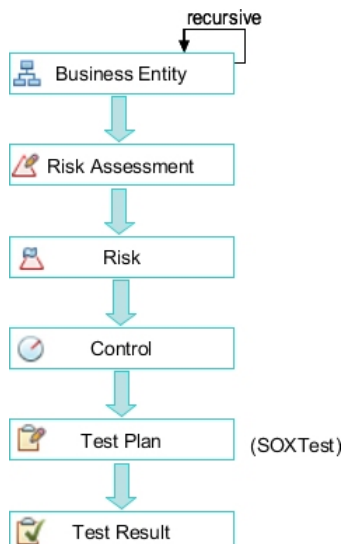 recursive
Business Entity
Risk Assessment
Risk
Control
Test Plan (SOXTest)
Test Result